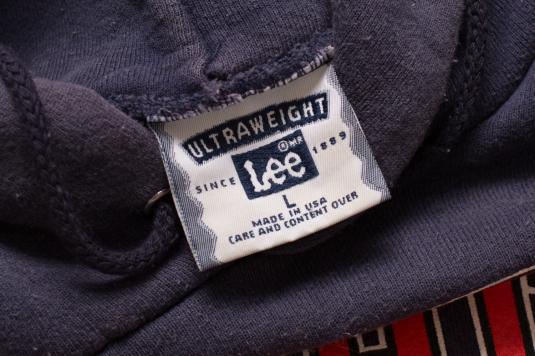 ULTRAWEIGHT
Lee ® MR
SINCE 1889
L
MADE IN USA
CARE AND CONTENT OVER